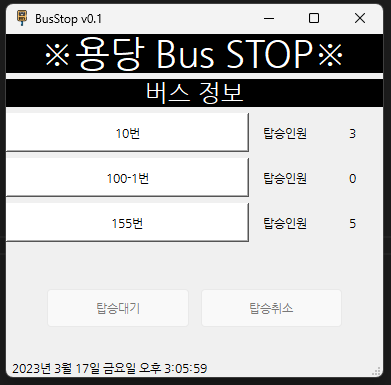 BusStop v0.1
※용당 Bus STOP※
버스 정보
10번 탑승인원 3
100-1번 탑승인원 0
155번 탑승인원 5
탑승대기 탑승취소
2023년 3월 17일 금요일 오후 3:05:59